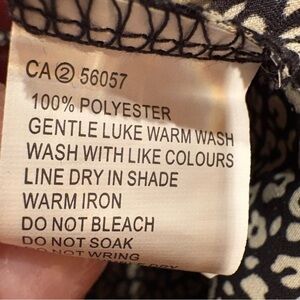 CA② 56057
100% POLYESTER
GENTLE LUKE WARM WASH
WASH WITH LIKE COLOURS
LINE DRY IN SHADE
WARM IRON
DO NOT BLEACH
DO NOT SOAK
DO NOT WRING